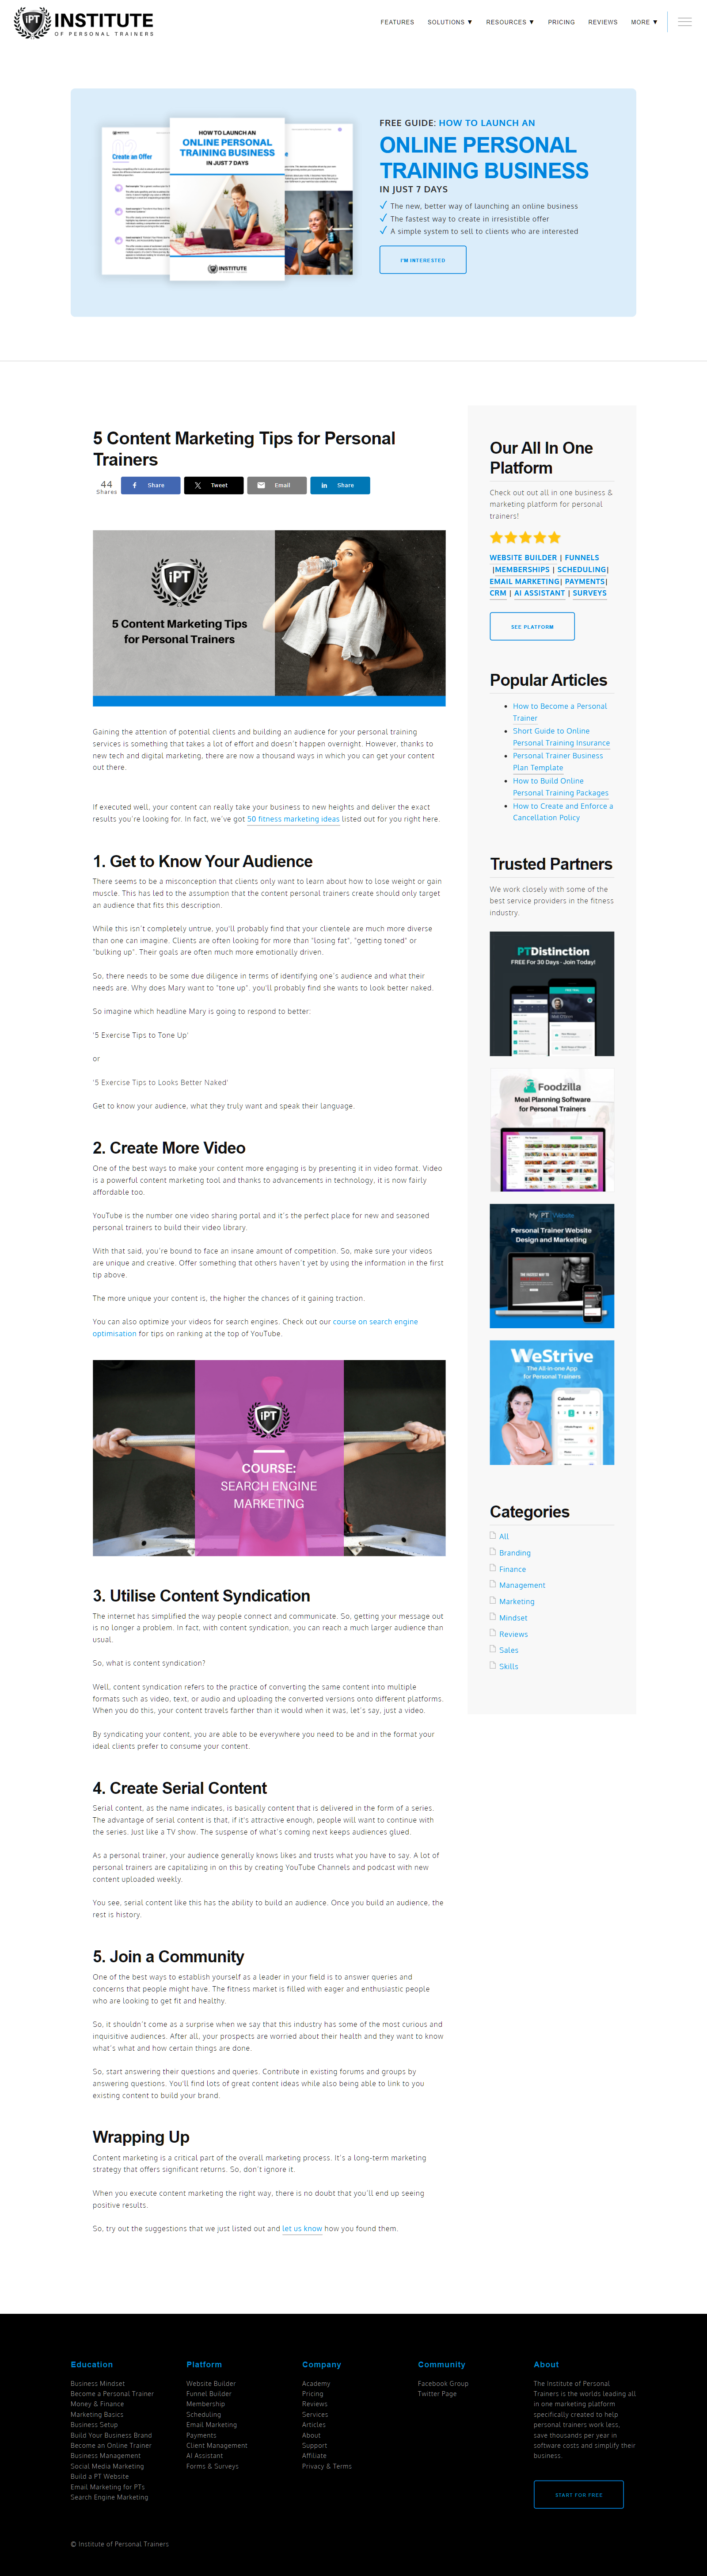 iPT INSTITUTE
OF PERSONAL TRAINERS
FEATURES SOLUTIONS ▼ RESOURCES ▼ PRICING REVIEWS MORE ▼
Create an Offer
HOW TO LAUNCH AN
ONLINE PERSONAL
TRAINING BUSINESS
IN JUST 7 DAYS
INSTITUTE
FREE GUIDE: HOW TO LAUNCH AN
ONLINE PERSONAL
TRAINING BUSINESS
IN JUST 7 DAYS
The new, better way of launching an online business
The fastest way to create in irresistible offer
A simple system to sell to clients who are interested
I'M INTERESTED
5 Content Marketing Tips for Personal
Trainers
44
Shares
Share
Tweet
Email
Share
iPT
5 Content Marketing Tips
for Personal Trainers
Gaining the attention of potential clients and building an audience for your personal training
services is something that takes a lot of effort and doesn't happen overnight. However, thanks to
new tech and digital marketing, there are now a thousand ways in which you can get your content
out there.
If executed well, your content can really take your business to new heights and deliver the exact
results you're looking for. In fact, we've got 50 fitness marketing ideas listed out for you right here.
1. Get to Know Your Audience
There seems to be a misconception that clients only want to learn about how to lose weight or gain
muscle. This has led to the assumption that the content personal trainers create should only target
an audience that fits this description.
While this isn't completely untrue, you'll probably find that your clientele are much more diverse
than one can imagine. Clients are often looking for more than "losing fat", "getting toned" or
"bulking up". Their goals are often much more emotionally driven.
So, there needs to be some due diligence in terms of identifying one's audience and what their
needs are. Why does Mary want to "tone up". you'll probably find she wants to look better naked.
So imagine which headline Mary is going to respond to better:
'5 Exercise Tips to Tone Up'
or
'5 Exercise Tips to Looks Better Naked'
Get to know your audience, what they truly want and speak their language.
2. Create More Video
One of the best ways to make your content more engaging is by presenting it in video format. Video
is a powerful content marketing tool and thanks to advancements in technology, it is now fairly
affordable too.
YouTube is the number one video sharing portal and it's the perfect place for new and seasoned
personal trainers to build their video library.
With that said, you're bound to face an insane amount of competition. So, make sure your videos
are unique and creative. Offer something that others haven't yet by using the information in the first
tip above.
The more unique your content is, the higher the chances of it gaining traction.
You can also optimize your videos for search engines. Check out our course on search engine
optimisation for tips on ranking at the top of YouTube.
iPT
COURSE:
SEARCH ENGINE
MARKETING
3. Utilise Content Syndication
The internet has simplified the way people connect and communicate. So, getting your message out
is no longer a problem. In fact, with content syndication, you can reach a much larger audience than
usual.
So, what is content syndication?
Well, content syndication refers to the practice of converting the same content into multiple
formats such as video, text, or audio and uploading the converted versions onto different platforms.
When you do this, your content travels farther than it would when it was, let's say, just a video.
By syndicating your content, you are able to be everywhere you need to be and in the format your
ideal clients prefer to consume your content.
4. Create Serial Content
Serial content, as the name indicates, is basically content that is delivered in the form of a series.
The advantage of serial content is that, if it's attractive enough, people will want to continue with
the series. Just like a TV show. The suspense of what's coming next keeps audiences glued.
As a personal trainer, your audience generally knows likes and trusts what you have to say. A lot of
personal trainers are capitalizing in on this by creating YouTube Channels and podcast with new
content uploaded weekly.
You see, serial content like this has the ability to build an audience. Once you build an audience, the
rest is history.
5. Join a Community
One of the best ways to establish yourself as a leader in your field is to answer queries and
concerns that people might have. The fitness market is filled with eager and enthusiastic people
who are looking to get fit and healthy.
So, it shouldn't come as a surprise when we say that this industry has some of the most curious and
inquisitive audiences. After all, your prospects are worried about their health and they want to know
what's what and how certain things are done.
So, start answering their questions and queries. Contribute in existing forums and groups by
answering questions. You'll find lots of great content ideas while also being able to link to you
existing content to build your brand.
Wrapping Up
Content marketing is a critical part of the overall marketing process. It's a long-term marketing
strategy that offers significant returns. So, don't ignore it.
When you execute content marketing the right way, there is no doubt that you'll end up seeing
positive results.
So, try out the suggestions that we just listed out and let us know how you found them.
Our All In One
Platform
Check out out all in one business &
marketing platform for personal
trainers!
WEBSITE BUILDER | FUNNELS
|MEMBERSHIPS | SCHEDULING|
EMAIL MARKETING| PAYMENTS|
CRM | AI ASSISTANT | SURVEYS
SEE PLATFORM
Popular Articles
How to Become a Personal
Trainer
Short Guide to Online
Personal Training Insurance
Personal Trainer Business
Plan Template
How to Build Online
Personal Training Packages
How to Create and Enforce a
Cancellation Policy
Trusted Partners
We work closely with some of the
best service providers in the fitness
industry.
PTDistinction
FREE For 30 Days - Join Today!
Foodzilla
Meal Planning Software
for Personal Trainers
My PT Website
Personal Trainer Website
Design and Marketing
WeStrive
The All-in-one App
for Personal Trainers
Categories
All
Branding
Finance
Management
Marketing
Mindset
Reviews
Sales
Skills
Education
Business Mindset
Become a Personal Trainer
Money & Finance
Marketing Basics
Business Setup
Build Your Business Brand
Become an Online Trainer
Business Management
Social Media Marketing
Build a PT Website
Email Marketing for PTs
Search Engine Marketing
Platform
Website Builder
Funnel Builder
Membership
Scheduling
Email Marketing
Payments
Client Management
AI Assistant
Forms & Surveys
Company
Academy
Pricing
Reviews
Services
Articles
About
Support
Affiliate
Privacy & Terms
Community
Facebook Group
Twitter Page
About
The Institute of Personal
Trainers is the worlds leading all
in one marketing platform
specifically created to help
personal trainers work less,
save thousands per year in
software costs and simplify their
business.
START FOR FREE
© Institute of Personal Trainers